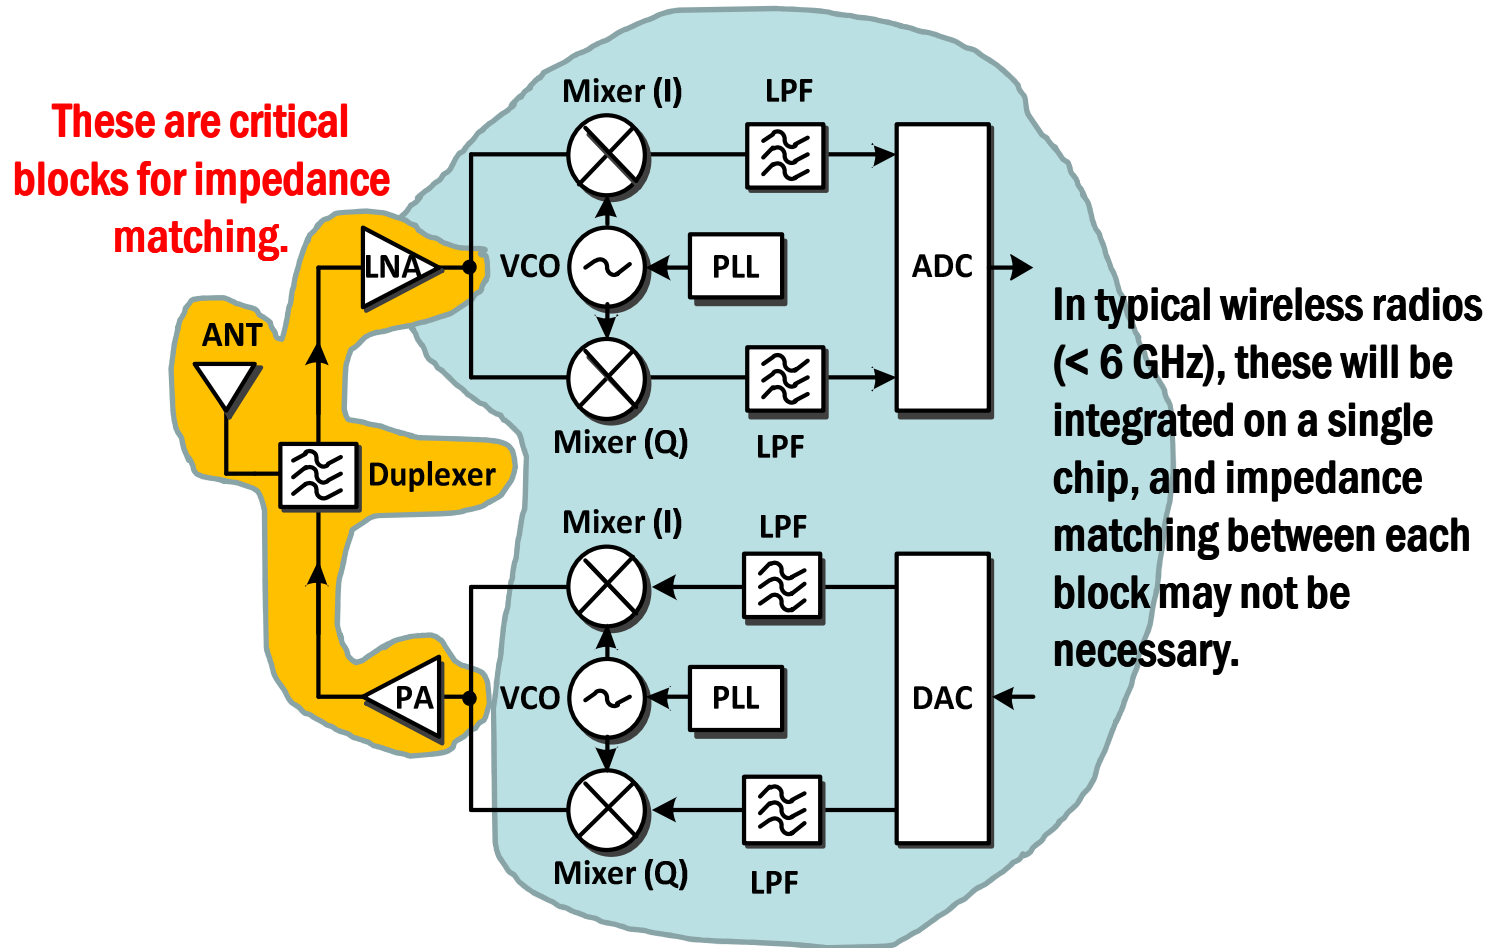 These are critical
blocks for impedance
matching.
Mixer (I)
LPF
LNA
VCO
PLL
ADC
ANT
Mixer (Q)
LPF
Duplexer
In typical wireless radios
(< 6 GHz), these will be
integrated on a single
chip, and impedance
matching between each
block may not be
necessary.
Mixer (I)
LPF
PA
VCO
PLL
DAC
Mixer (Q)
LPF